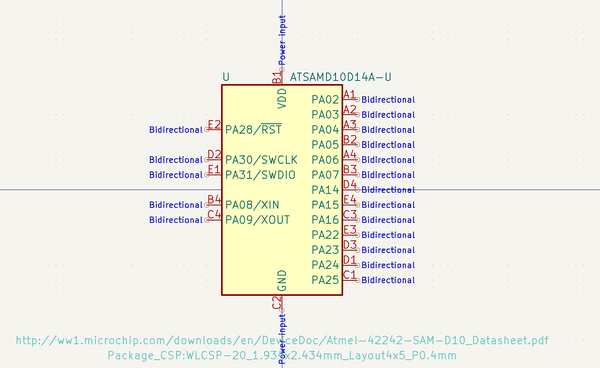 Power input
B1
U
ATSAMD10D14A-U
VDD
PA02 A1 Bidirectional
PA03 A2 Bidirectional
Bidirectional E2 PA28/RST PA04 A3 Bidirectional
PA05 B2 Bidirectional
Bidirectional D2 PA30/SWCLK PA06 A4 Bidirectional
Bidirectional E1 PA31/SWDIO PA07 B3 Bidirectional
PA14 D4 Bidirectional
Bidirectional B4 PA08/XIN PA15 E4 Bidirectional
Bidirectional C4 PA09/XOUT PA16 C3 Bidirectional
PA22 E3 Bidirectional
PA23 D3 Bidirectional
PA24 D1 Bidirectional
PA25 C1 Bidirectional
GND
C2
Power input
http://ww1.microchip.com/downloads/en/DeviceDoc/Atmel-42242-SAM-D10_Datasheet.pdf
Package_CSP:WLCSP-20_1.934x2.434mm_Layout4x5_P0.4mm